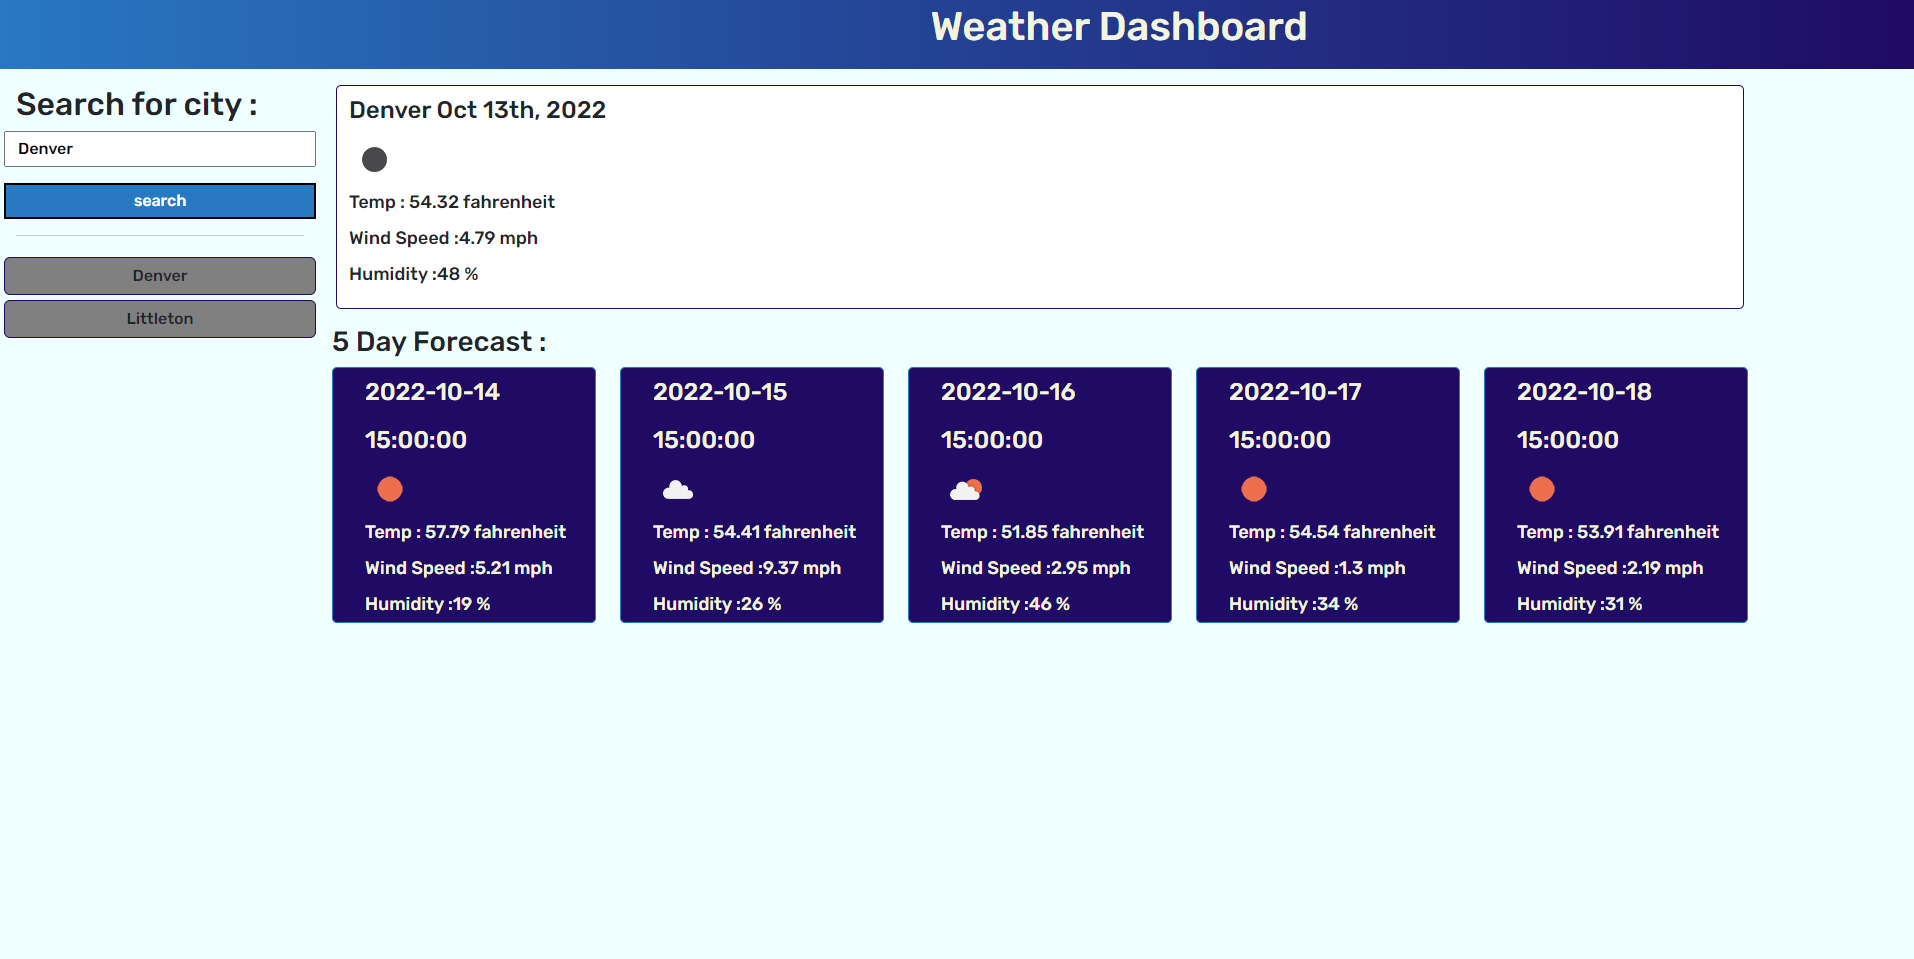 Weather Dashboard
Search for city :
Denver
search
Denver
Littleton
Denver Oct 13th, 2022
Temp : 54.32 fahrenheit
Wind Speed :4.79 mph
Humidity :48 %
5 Day Forecast :
2022-10-14
15:00:00
Temp : 57.79 fahrenheit
Wind Speed :5.21 mph
Humidity :19 %
2022-10-15
15:00:00
Temp : 54.41 fahrenheit
Wind Speed :9.37 mph
Humidity :26 %
2022-10-16
15:00:00
Temp : 51.85 fahrenheit
Wind Speed :2.95 mph
Humidity :46 %
2022-10-17
15:00:00
Temp : 54.54 fahrenheit
Wind Speed :1.3 mph
Humidity :34 %
2022-10-18
15:00:00
Temp : 53.91 fahrenheit
Wind Speed :2.19 mph
Humidity :31 %